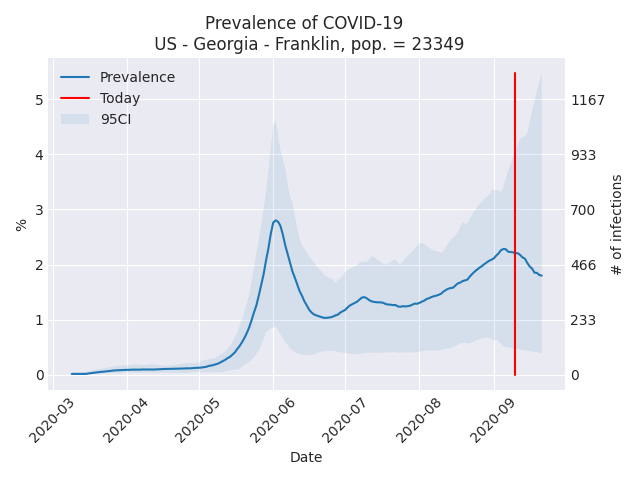 Prevalence of COVID-19
US - Georgia - Franklin, pop. = 23349
Prevalence
Today
95CI
%
5
4
3
2
1
0
1167
933
700
466
233
0
# of infections
2020-03
2020-04
2020-05
2020-06
2020-07
2020-08
2020-09
Date